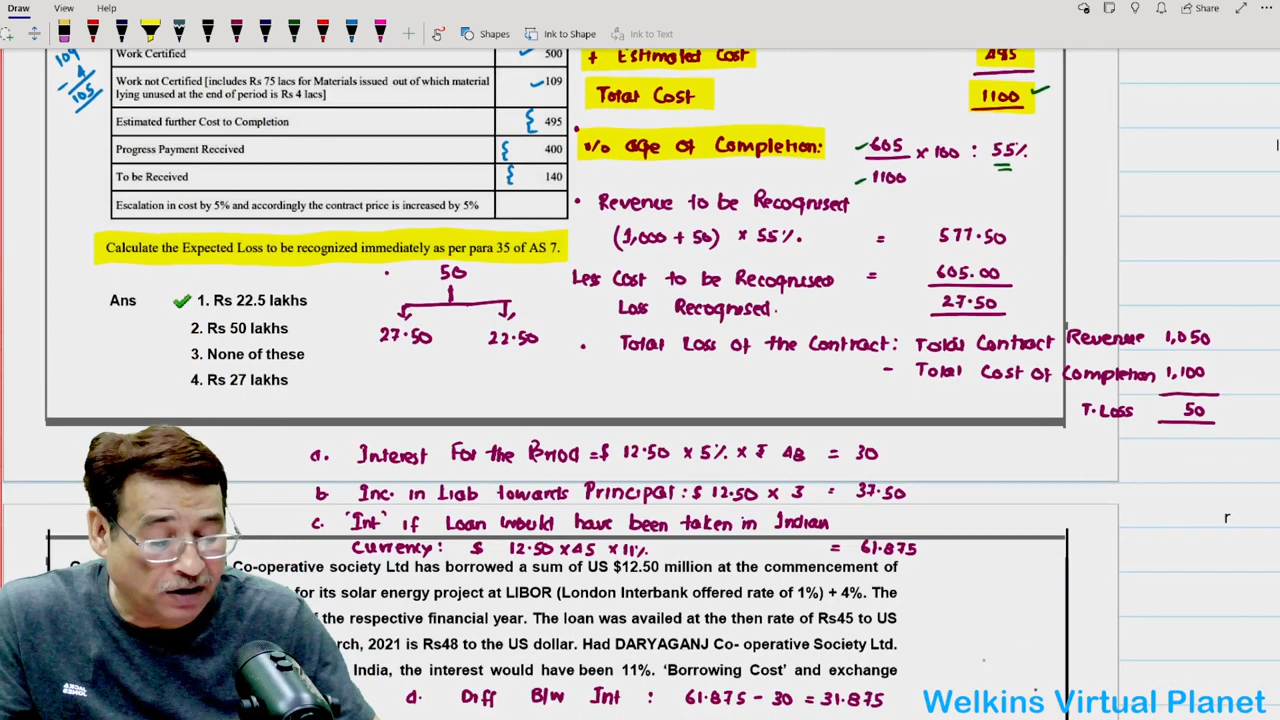 Draw View Help
Share
Shapes Ink to Shape Ink to Text
109
- 4
105
Work Certified 500
Work not Certified [includes Rs 75 lacs for Materials issued out of which material
lying unused at the end of period is Rs 4 lacs] 109
Estimated further Cost to Completion 495
Progress Payment Received 400
To be Received 140
Escalation in cost by 5% and accordingly the contract price is increased by 5%
+ Estimated Cost 495
Total Cost 1100
% age of Completion: 605 x 100 : 55%
1100
• Revenue to be Recognised
(1,000 + 50) x 55% = 577.50
Less Cost to be Recognised = 605.00
Loss Recognised. 27.50
Calculate the Expected Loss to be recognized immediately as per para 35 of AS 7.
50
27.50 22.50
Ans 1. Rs 22.5 lakhs
2. Rs 50 lakhs
3. None of these
4. Rs 27 lakhs
• Total Loss of the Contract: Total Contract Revenue 1,050
- Total Cost of Completion 1,100
T. Loss 50
a. Interest For the Period = $ 12.50 x 5% x ₹ 48 = 30
b Inc. in Liab towards Principal: $ 12.50 x 3 = 37.50
c. 'Int' if Loan would have been taken in Indian
Currency: $ 12.50 x 45 x 11% = 61.875
r
Co-operative society Ltd has borrowed a sum of US $12.50 million at the commencement of
for its solar energy project at LIBOR (London Interbank offered rate of 1%) + 4%. The
the respective financial year. The loan was availed at the then rate of Rs45 to US
rch, 2021 is Rs48 to the US dollar. Had DARYAGANJ Co- operative Society Ltd.
India, the interest would have been 11%. 'Borrowing Cost' and exchange
d. Diff B/w Int : 61.875 - 30 = 31.875
Welkins Virtual Planet